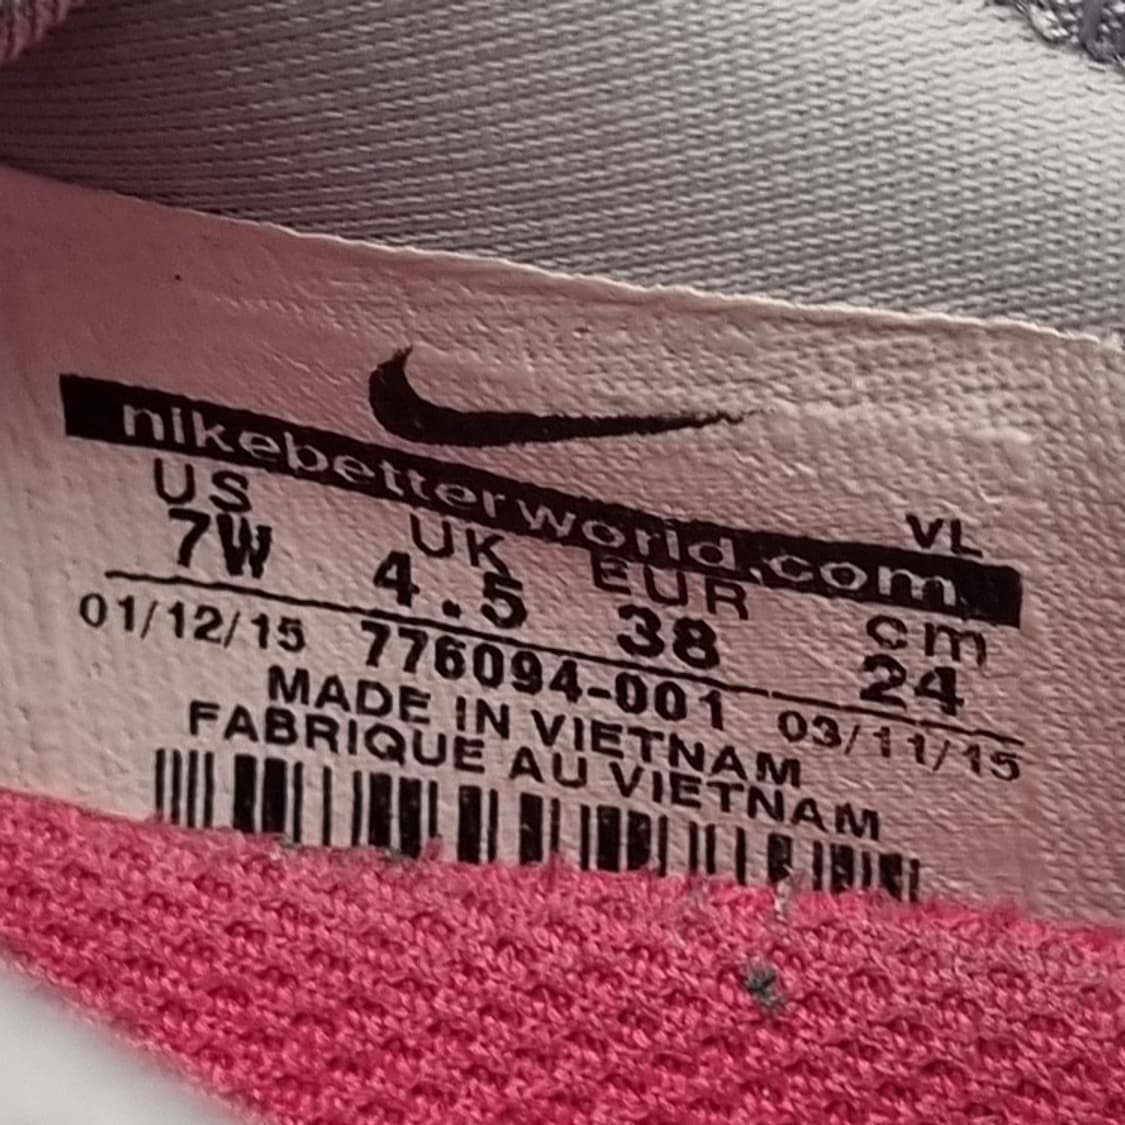 nikebetterworld.com
VL
US UK EUR cm
7W 4.5 38 24
01/12/15 776094-001 03/11/15
MADE IN VIETNAM
FABRIQUE AU VIETNAM